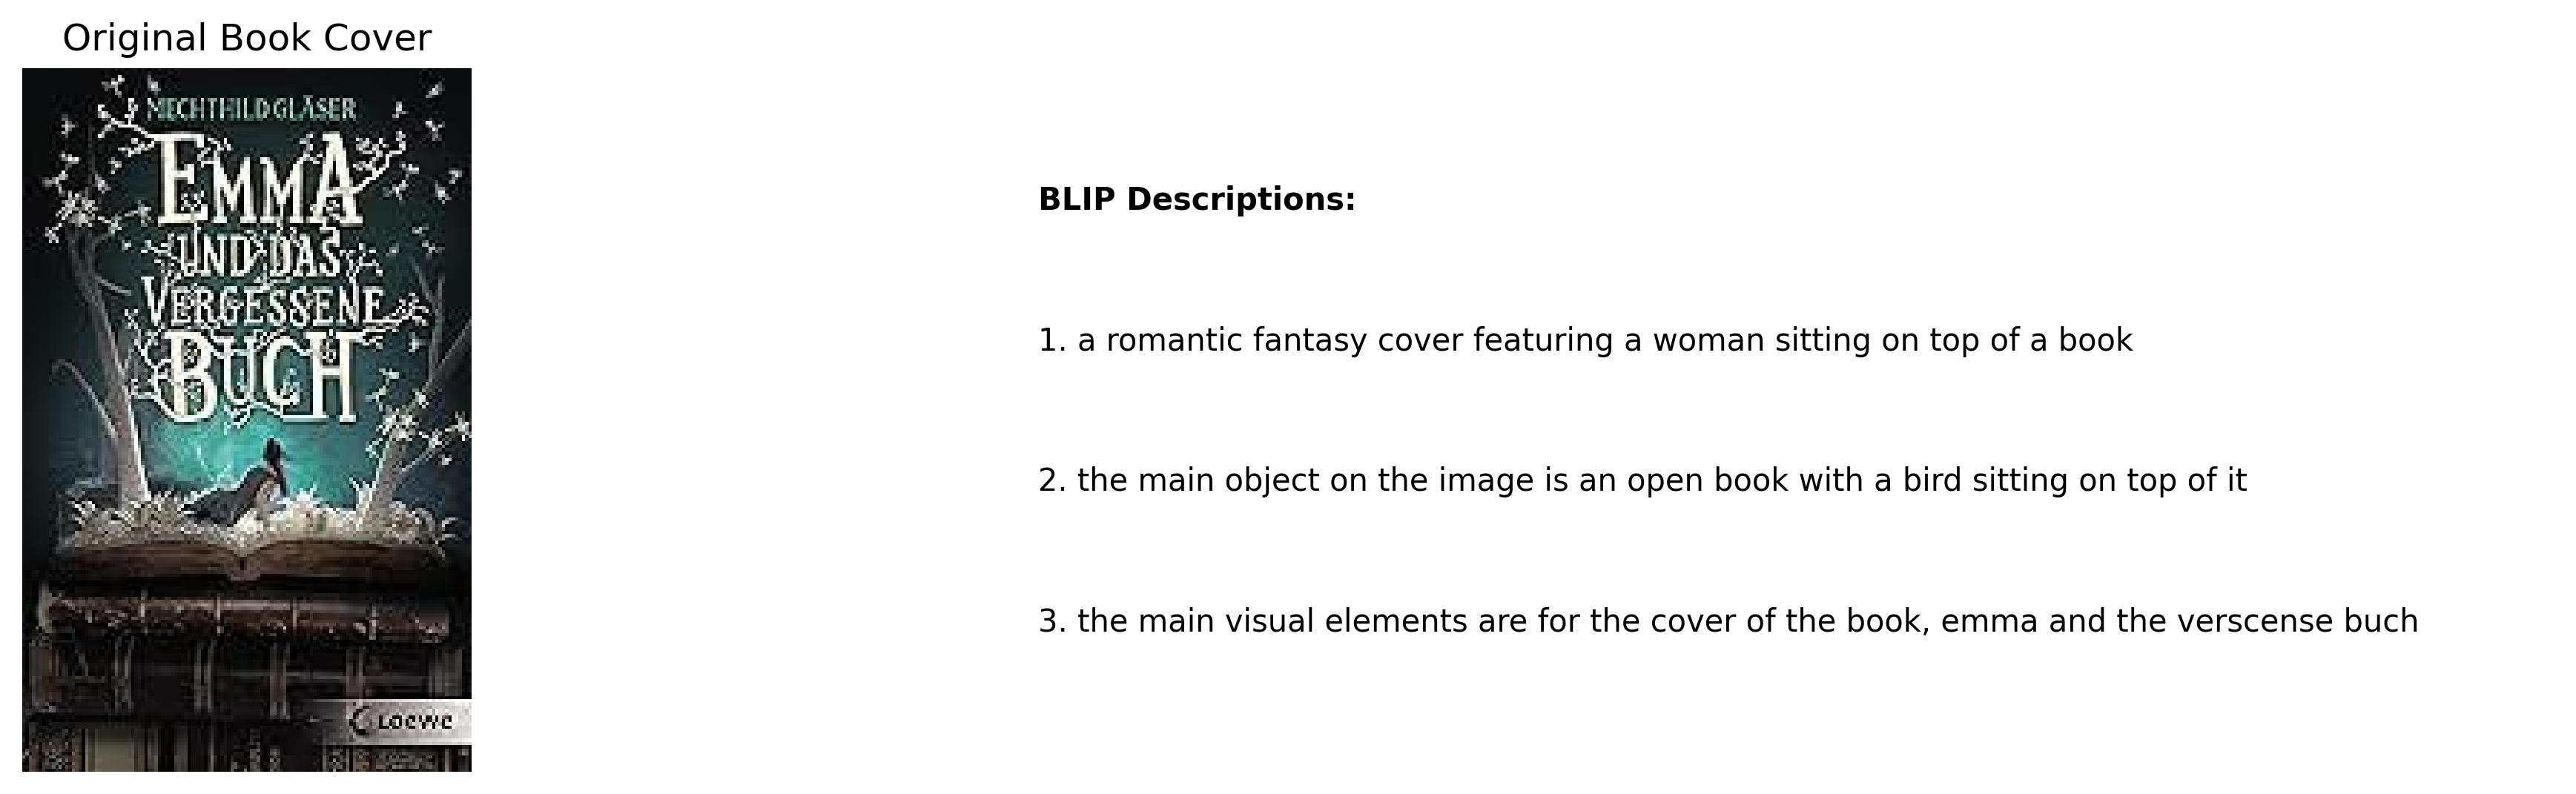 Original Book Cover
MECHTHILD GLÄSER
EMMA
UND DAS
VERGESSENE
BUCH
Loewe
BLIP Descriptions:
1. a romantic fantasy cover featuring a woman sitting on top of a book
2. the main object on the image is an open book with a bird sitting on top of it
3. the main visual elements are for the cover of the book, emma and the verscense buch